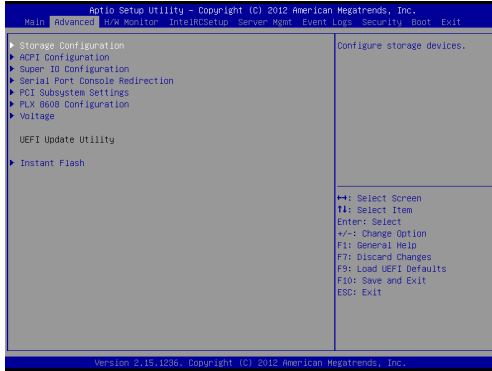 Aptio Setup Utility - Copyright (C) 2012 American Megatrends, Inc.
Main Advanced H/W Monitor IntelRCSetup Server Mgmt Event Logs Security Boot Exit
Storage Configuration
ACPI Configuration
Super IO Configuration
Serial Port Console Redirection
PCI Subsystem Settings
PLX 8608 Configuration
Voltage
UEFI Update Utility
Instant Flash
Configure storage devices.
↔: Select Screen
↑↓: Select Item
Enter: Select
+/-: Change Option
F1: General Help
F7: Discard Changes
F9: Load UEFI Defaults
F10: Save and Exit
ESC: Exit
Version 2.15.1236. Copyright (C) 2012 American Megatrends, Inc.